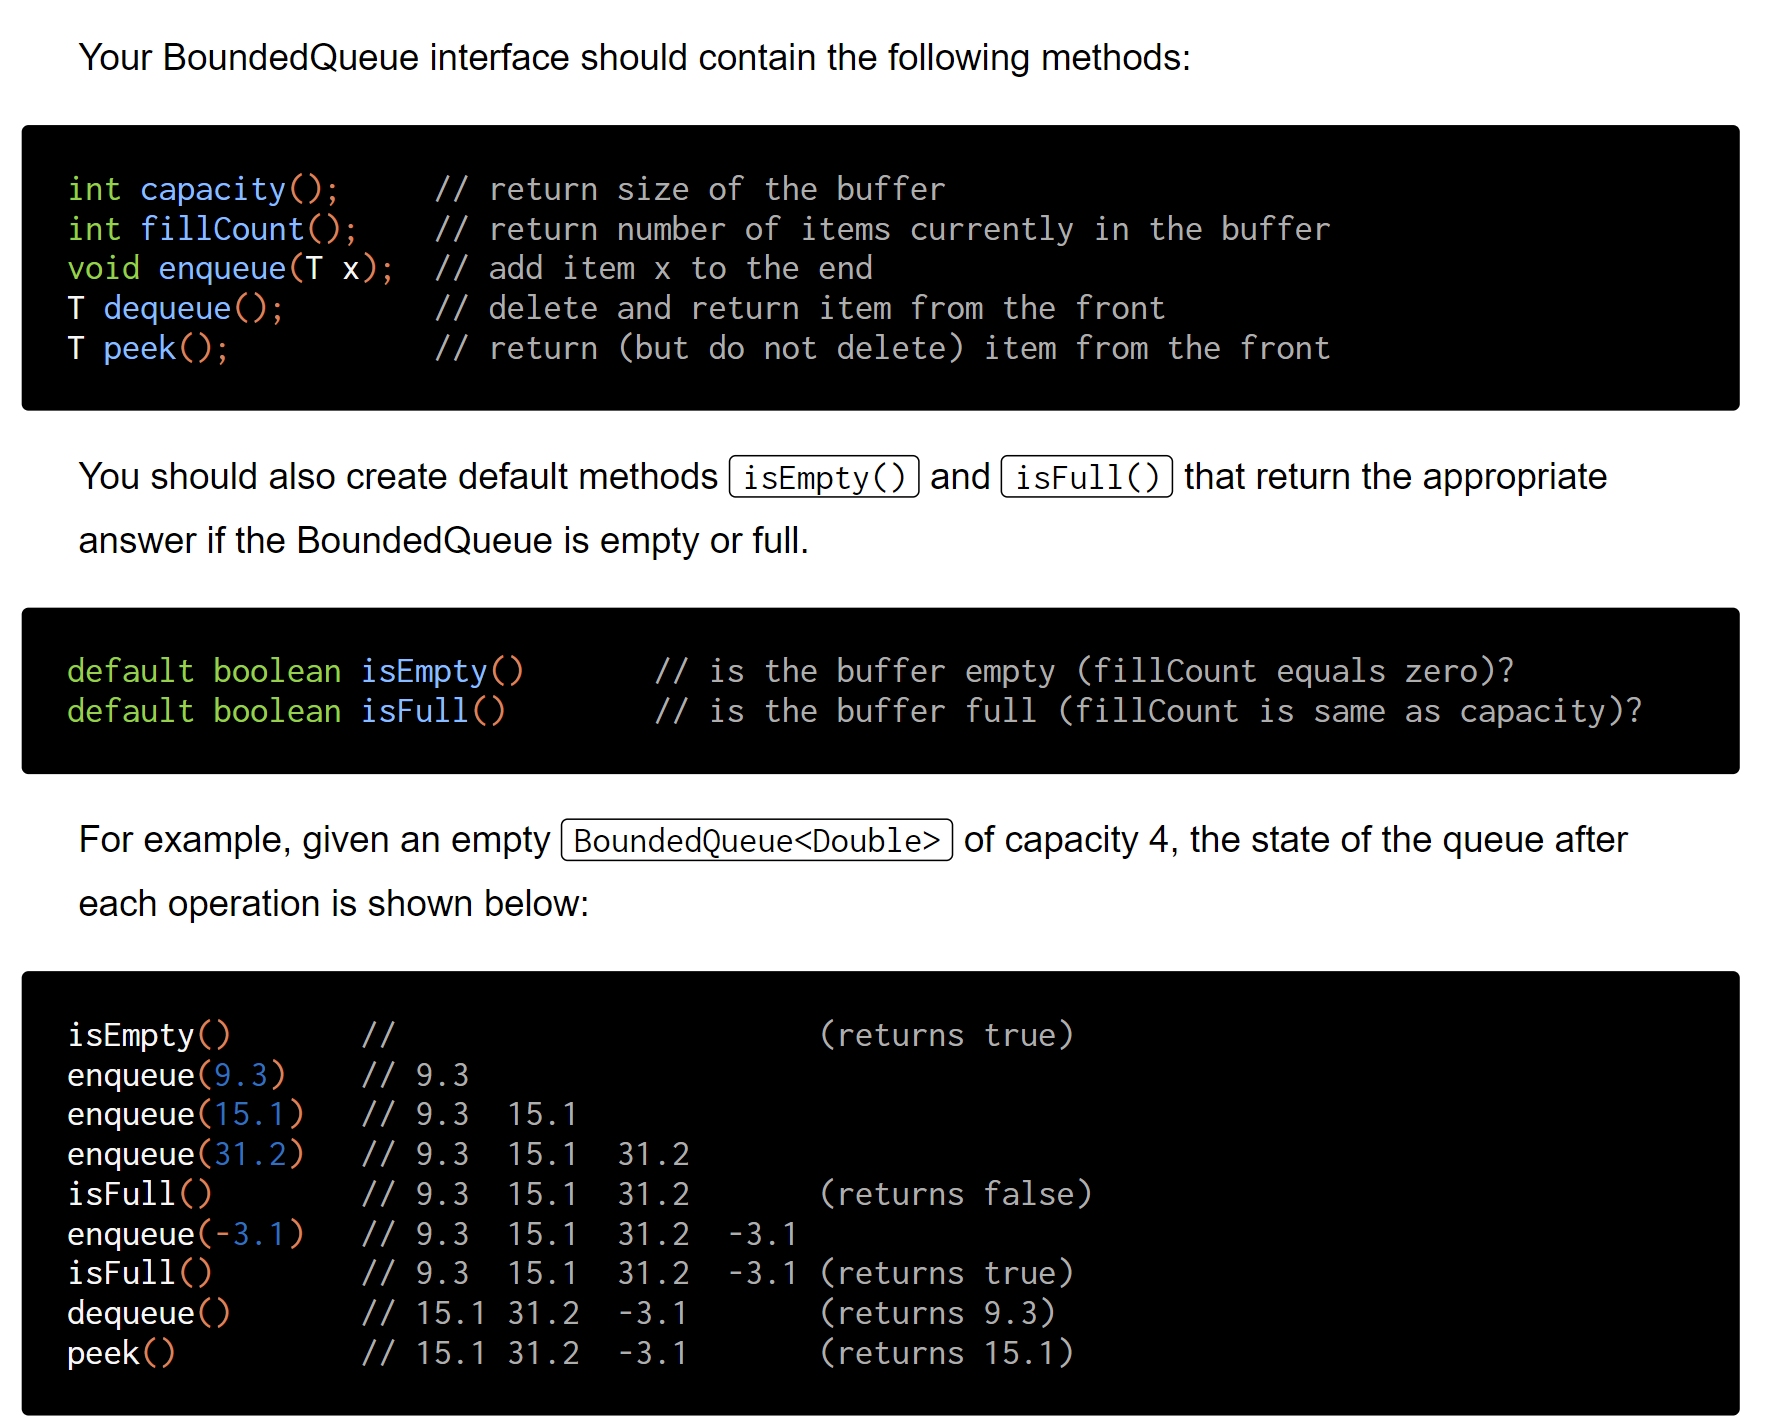 Your BoundedQueue interface should contain the following methods:
int capacity();     // return size of the buffer
int fillCount();    // return number of items currently in the buffer
void enqueue(T x);  // add item x to the end
T dequeue();        // delete and return item from the front
T peek();           // return (but do not delete) item from the front
You should also create default methods isEmpty() and isFull() that return the appropriate
answer if the BoundedQueue is empty or full.
default boolean isEmpty()       // is the buffer empty (fillCount equals zero)?
default boolean isFull()        // is the buffer full (fillCount is same as capacity)?
For example, given an empty BoundedQueue<Double> of capacity 4, the state of the queue after
each operation is shown below:
isEmpty()       //                       (returns true)
enqueue(9.3)    // 9.3
enqueue(15.1)   // 9.3  15.1
enqueue(31.2)   // 9.3  15.1  31.2
isFull()        // 9.3  15.1  31.2       (returns false)
enqueue(-3.1)   // 9.3  15.1  31.2  -3.1
isFull()        // 9.3  15.1  31.2  -3.1 (returns true)
dequeue()       // 15.1 31.2  -3.1       (returns 9.3)
peek()          // 15.1 31.2  -3.1       (returns 15.1)